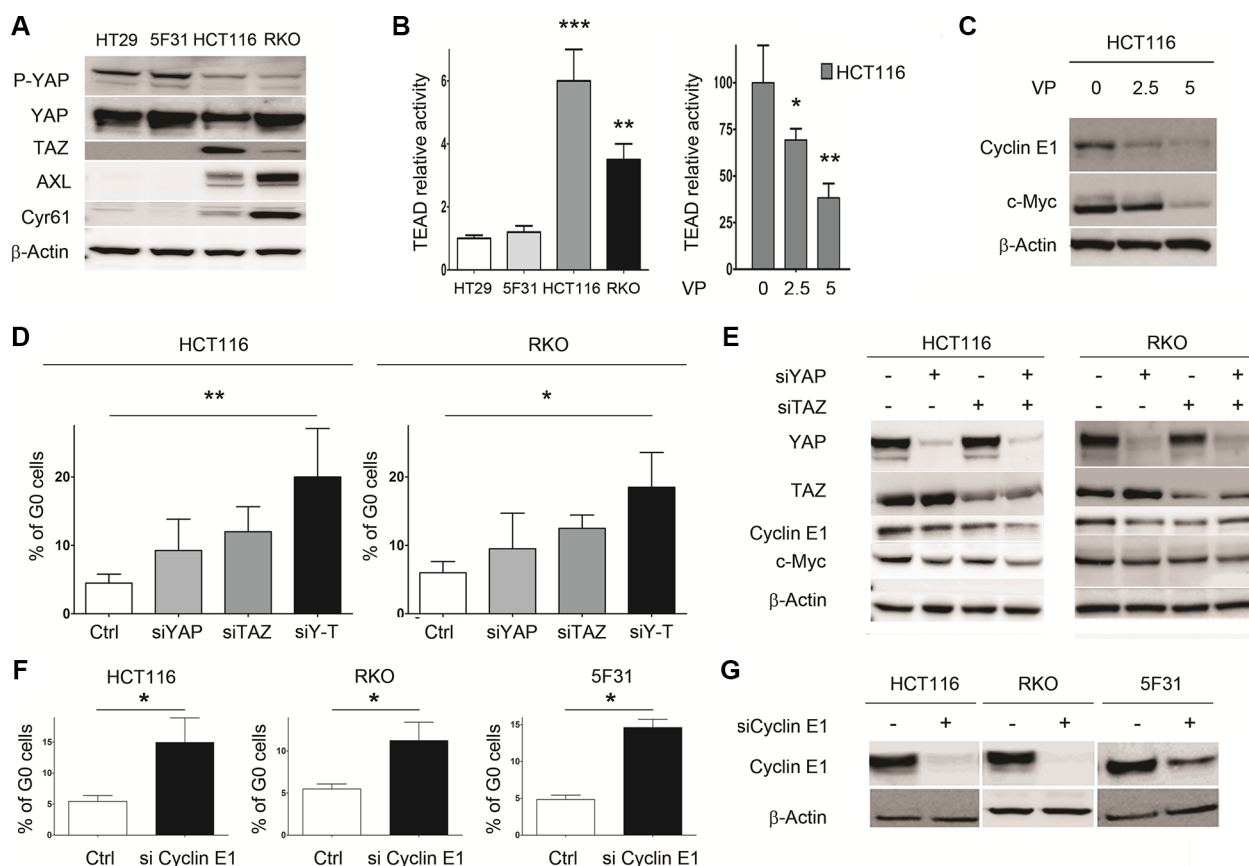 A
HT29 5F31 HCT116 RKO
P-YAP
YAP
TAZ
AXL
Cyr61
β-Actin
B
TEAD relative activity
6
4
2
0
***
**
HT29 5F31 HCT116 RKO
TEAD relative activity
100
75
50
25
0
HCT116
*
**
VP 0 2.5 5
C
HCT116
VP 0 2.5 5
Cyclin E1
c-Myc
β-Actin
D
HCT116
**
% of G0 cells
20
10
0
Ctrl siYAP siTAZ siY-T
RKO
*
% of G0 cells
20
10
0
Ctrl siYAP siTAZ siY-T
E
HCT116 RKO
siYAP - + - + - + - +
siTAZ - - + + - - + +
YAP
TAZ
Cyclin E1
c-Myc
β-Actin
F
HCT116
*
% of G0 cells
15
10
5
0
Ctrl si Cyclin E1
RKO
*
% of G0 cells
10
5
0
Ctrl si Cyclin E1
5F31
*
% of G0 cells
15
10
5
0
Ctrl si Cyclin E1
G
HCT116 RKO 5F31
siCyclin E1 - + - + - +
Cyclin E1
β-Actin